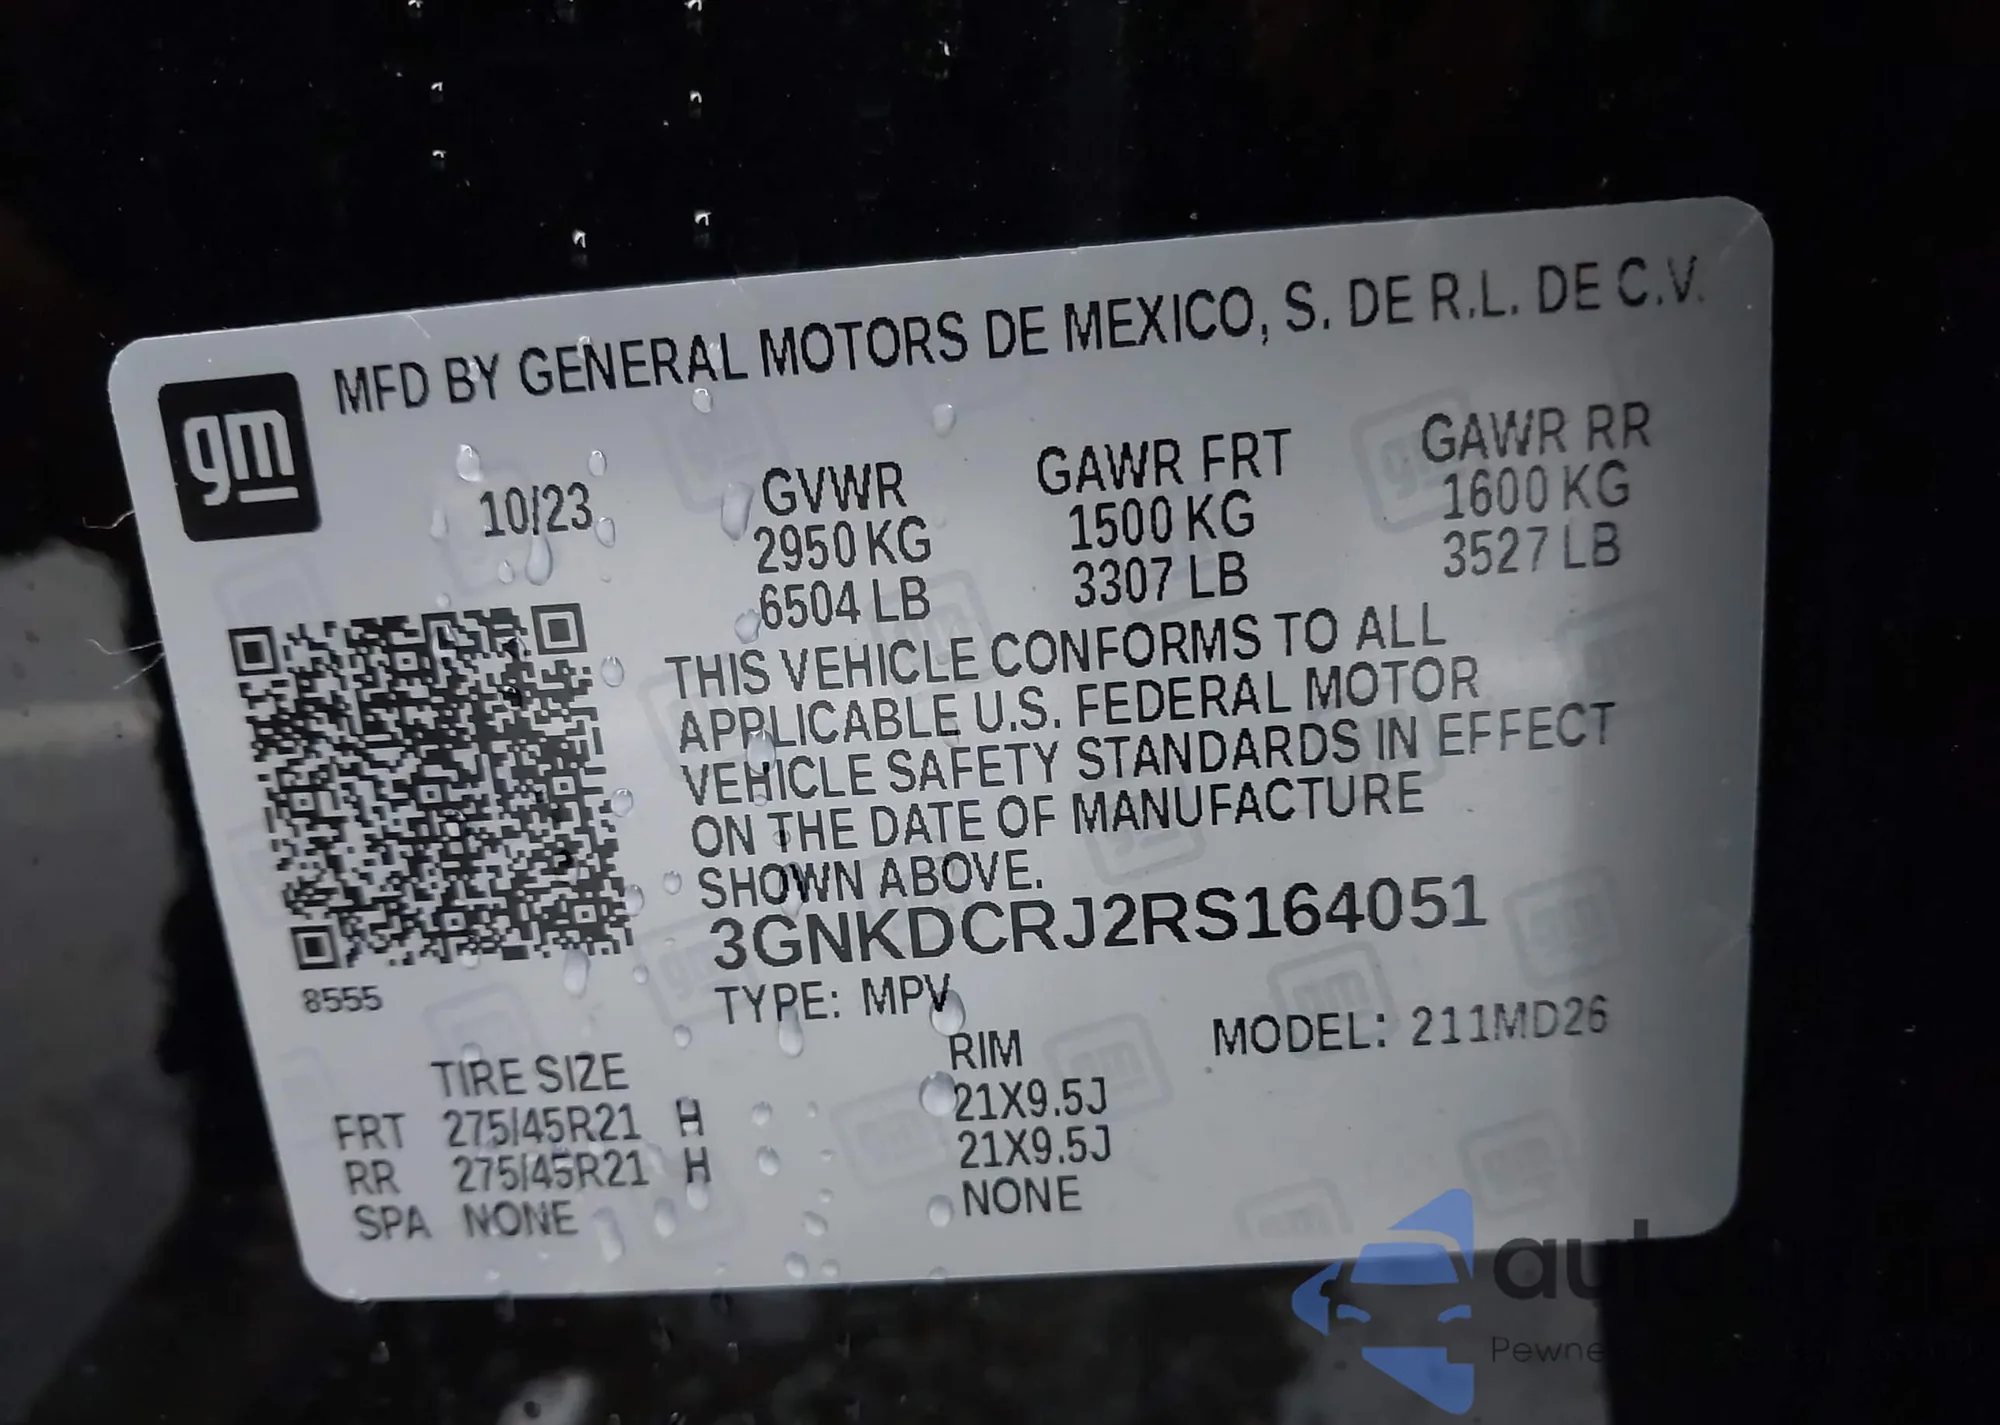 MFD BY GENERAL MOTORS DE MEXICO, S. DE R.L. DE C.V.
gm
10/23 GVWR GAWR FRT GAWR RR
2950 KG 1500 KG 1600 KG
6504 LB 3307 LB 3527 LB
THIS VEHICLE CONFORMS TO ALL
APPLICABLE U.S. FEDERAL MOTOR
VEHICLE SAFETY STANDARDS IN EFFECT
ON THE DATE OF MANUFACTURE
SHOWN ABOVE.
3GNKDCRJ2RS164051
8555
TYPE: MPV MODEL: 211MD26
TIRE SIZE RIM
FRT 275/45R21 H 21X9.5J
RR 275/45R21 H 21X9.5J
SPA NONE NONE